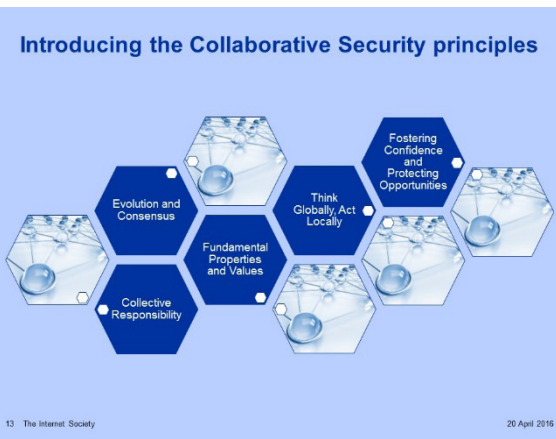 Introducing the Collaborative Security principles
Fostering
Confidence
and
Protecting
Opportunities
Evolution and
Consensus
Think
Globally, Act
Locally
Fundamental
Properties
and Values
Collective
Responsibility
13 The Internet Society
20 April 2016